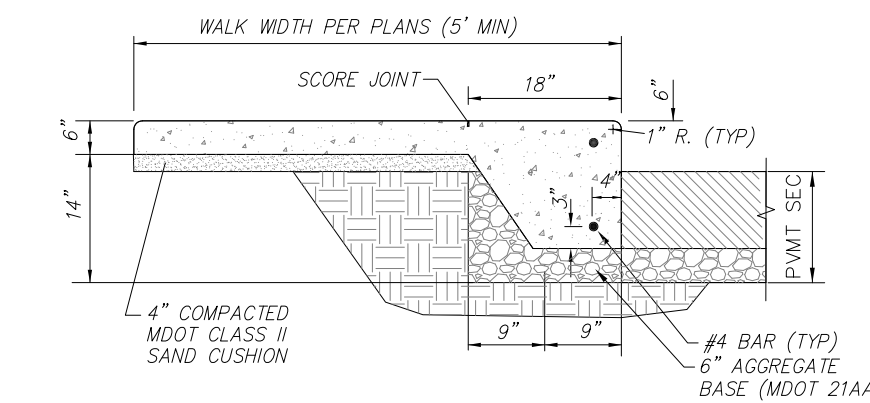 WALK WIDTH PER PLANS (5' MIN)
SCORE JOINT
18"
6"
6"
1" R. (TYP)
4"
3"
14"
PVMT SEC
4" COMPACTED
MDOT CLASS II
SAND CUSHION
9"
9"
#4 BAR (TYP)
6" AGGREGATE
BASE (MDOT 21AA